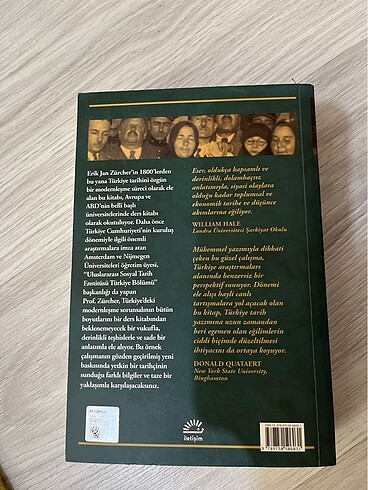 Erik Jan Zürcher'in 1800'lerden
bu yana Türkiye tarihini özgün
bir modernleşme süreci olarak ele
alan bu kitabı, Avrupa ve
ABD'nin belli başlı
üniversitelerinde ders kitabı
olarak okutuluyor. Daha önce
Türkiye Cumhuriyeti'nin kuruluş
dönemiyle ilgili önemli
araştırmalara imza atan
Amsterdam ve Nijmegen
Üniversiteleri öğretim üyesi,
"Uluslararası Sosyal Tarih
Enstitüsü Türkiye Bölümü"
başkanlığı da yapan
Prof. Zürcher, Türkiye'deki
modernleşme sorunsalının bütün
boyutlarını bir ders kitabından
beklenemeyecek bir vukufla,
derinlikli teşhislerle ve sade bir
anlatımla ele alıyor. Bu örnek
çalışmanın gözden geçirilmiş yeni
baskısında yetkin bir tarihçinin
sunduğu farklı bilgiler ve taze bir
yaklaşımla karşılaşacaksınız.
Eser, oldukça kapsamlı ve
derinlikli, dolambaçsız
anlatımıyla, siyasi olaylara
olduğu kadar toplumsal ve
ekonomik tarihe ve düşünce
akımlarına eğiliyor.
WILLIAM HALE
Londra Üniversitesi Şarkiyat Okulu
Mükemmel yazımıyla dikkati
çeken bu güzel çalışma,
Türkiye araştırmaları
alanında benzersiz bir
perspektif sunuyor. Dönemi
ele alışı hayli canlı
tartışmalara yol açacak olan
bu kitap, Türkiye tarih
yazımına uzun zamandan
beri egemen olan eğilimlerin
ciddi biçimde düzeltilmesi
ihtiyacını da ortaya koyuyor.
DONALD QUATAERT
New York State University,
Binghamton
iletişim